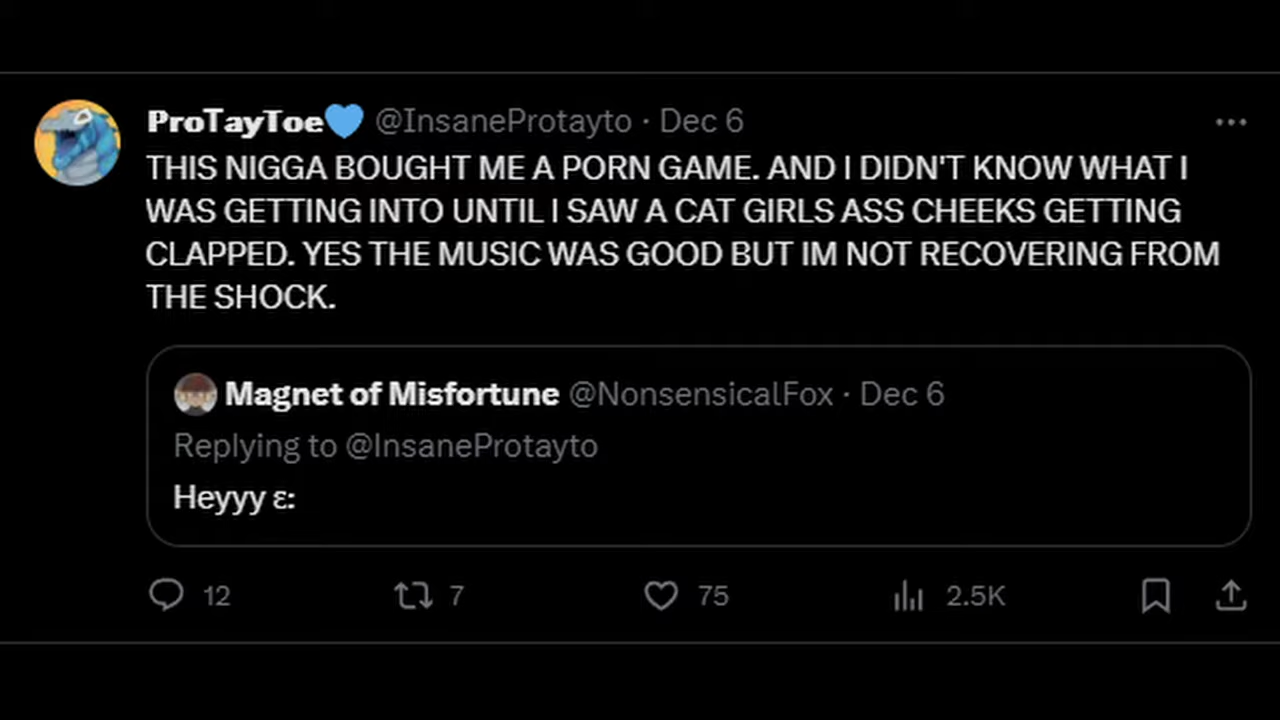 ProTayToe💙 @InsaneProtayto · Dec 6
THIS NIGGA BOUGHT ME A PORN GAME. AND I DIDN'T KNOW WHAT I
WAS GETTING INTO UNTIL I SAW A CAT GIRLS ASS CHEEKS GETTING
CLAPPED. YES THE MUSIC WAS GOOD BUT IM NOT RECOVERING FROM
THE SHOCK.
Magnet of Misfortune @NonsensicalFox · Dec 6
Replying to @InsaneProtayto
Heyyy ε:
12 7 75 2.5K